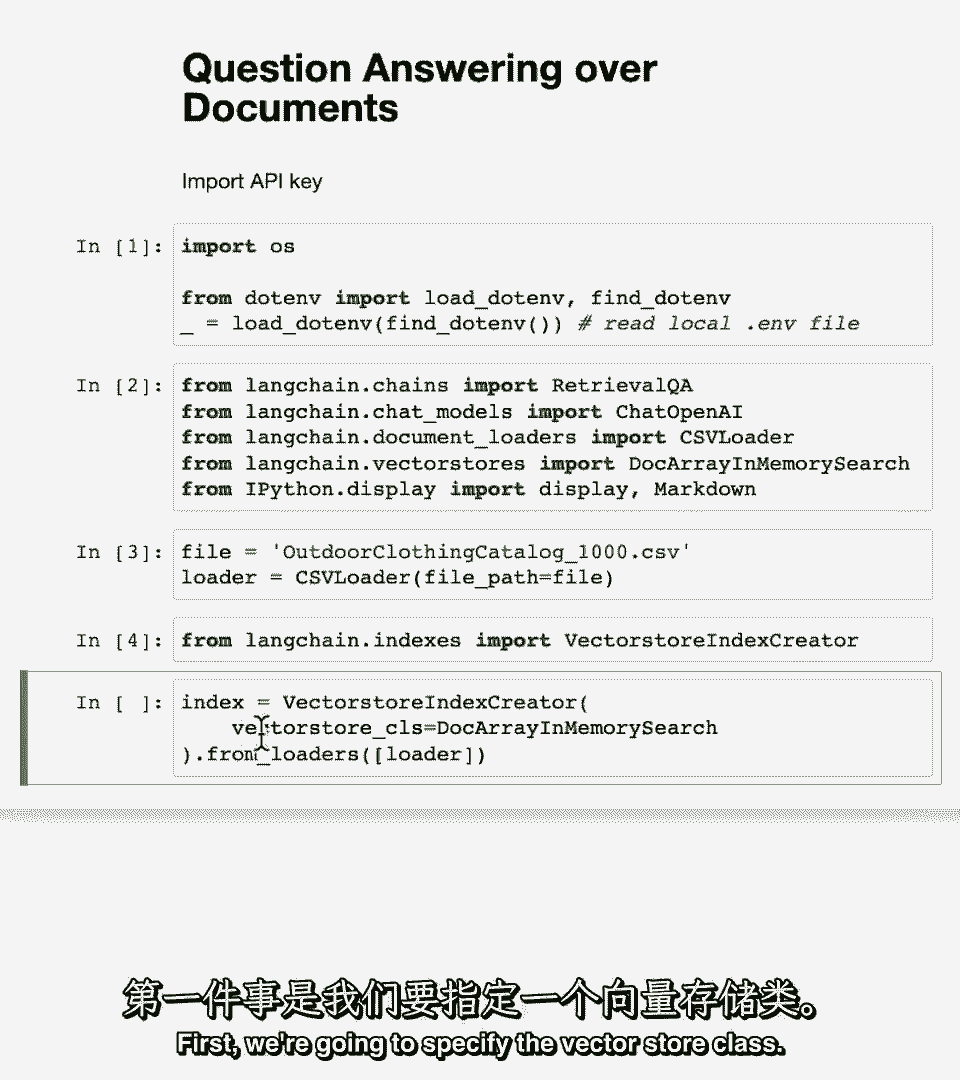 Question Answering over
Documents
Import API key
In [1]: import os
from dotenv import load_dotenv, find_dotenv
_ = load_dotenv(find_dotenv()) # read local .env file
In [2]: from langchain.chains import RetrievalQA
from langchain.chat_models import ChatOpenAI
from langchain.document_loaders import CSVLoader
from langchain.vectorstores import DocArrayInMemorySearch
from IPython.display import display, Markdown
In [3]: file = 'OutdoorClothingCatalog_1000.csv'
loader = CSVLoader(file_path=file)
In [4]: from langchain.indexes import VectorstoreIndexCreator
In [ ]: index = VectorstoreIndexCreator(
vectorstore_cls=DocArrayInMemorySearch
).from_loaders([loader])
第一件事是我们要指定一个向量存储类。
First, we're going to specify the vector store class.